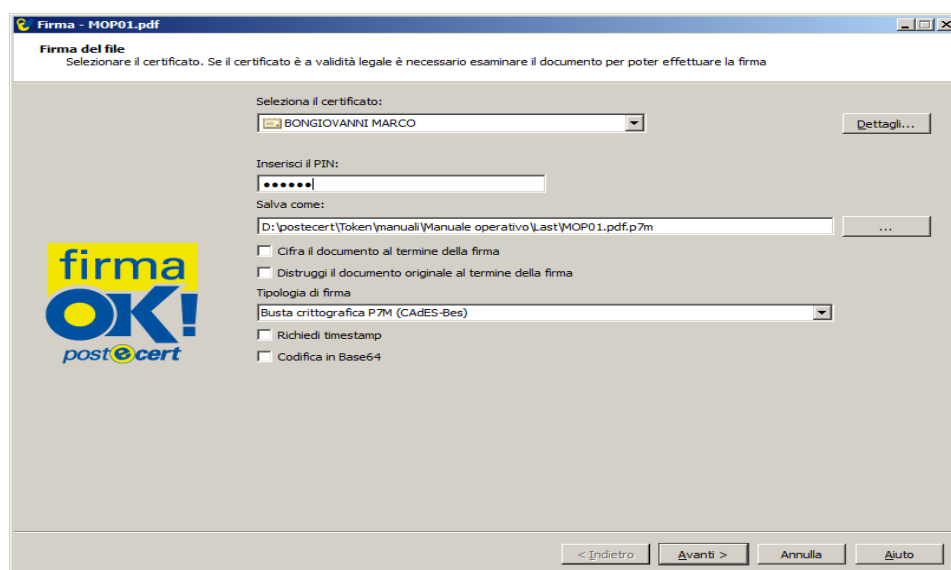 Firma - MOP01.pdf
Firma del file
Selezionare il certificato. Se il certificato è a validità legale è necessario esaminare il documento per poter effettuare la firma
Seleziona il certificato:
BONGIOVANNI MARCO
Dettagli...
Inserisci il PIN:
●●●●●●
Salva come:
D:\postecert\Token\manuali\Manuale operativo\Last\MOP01.pdf.p7m
...
Cifra il documento al termine della firma
Distruggi il documento originale al termine della firma
Tipologia di firma
Busta crittografica P7M (CAdES-Bes)
Richiedi timestamp
Codifica in Base64
firma
OK!
postecert
< Indietro
Avanti >
Annulla
Aiuto